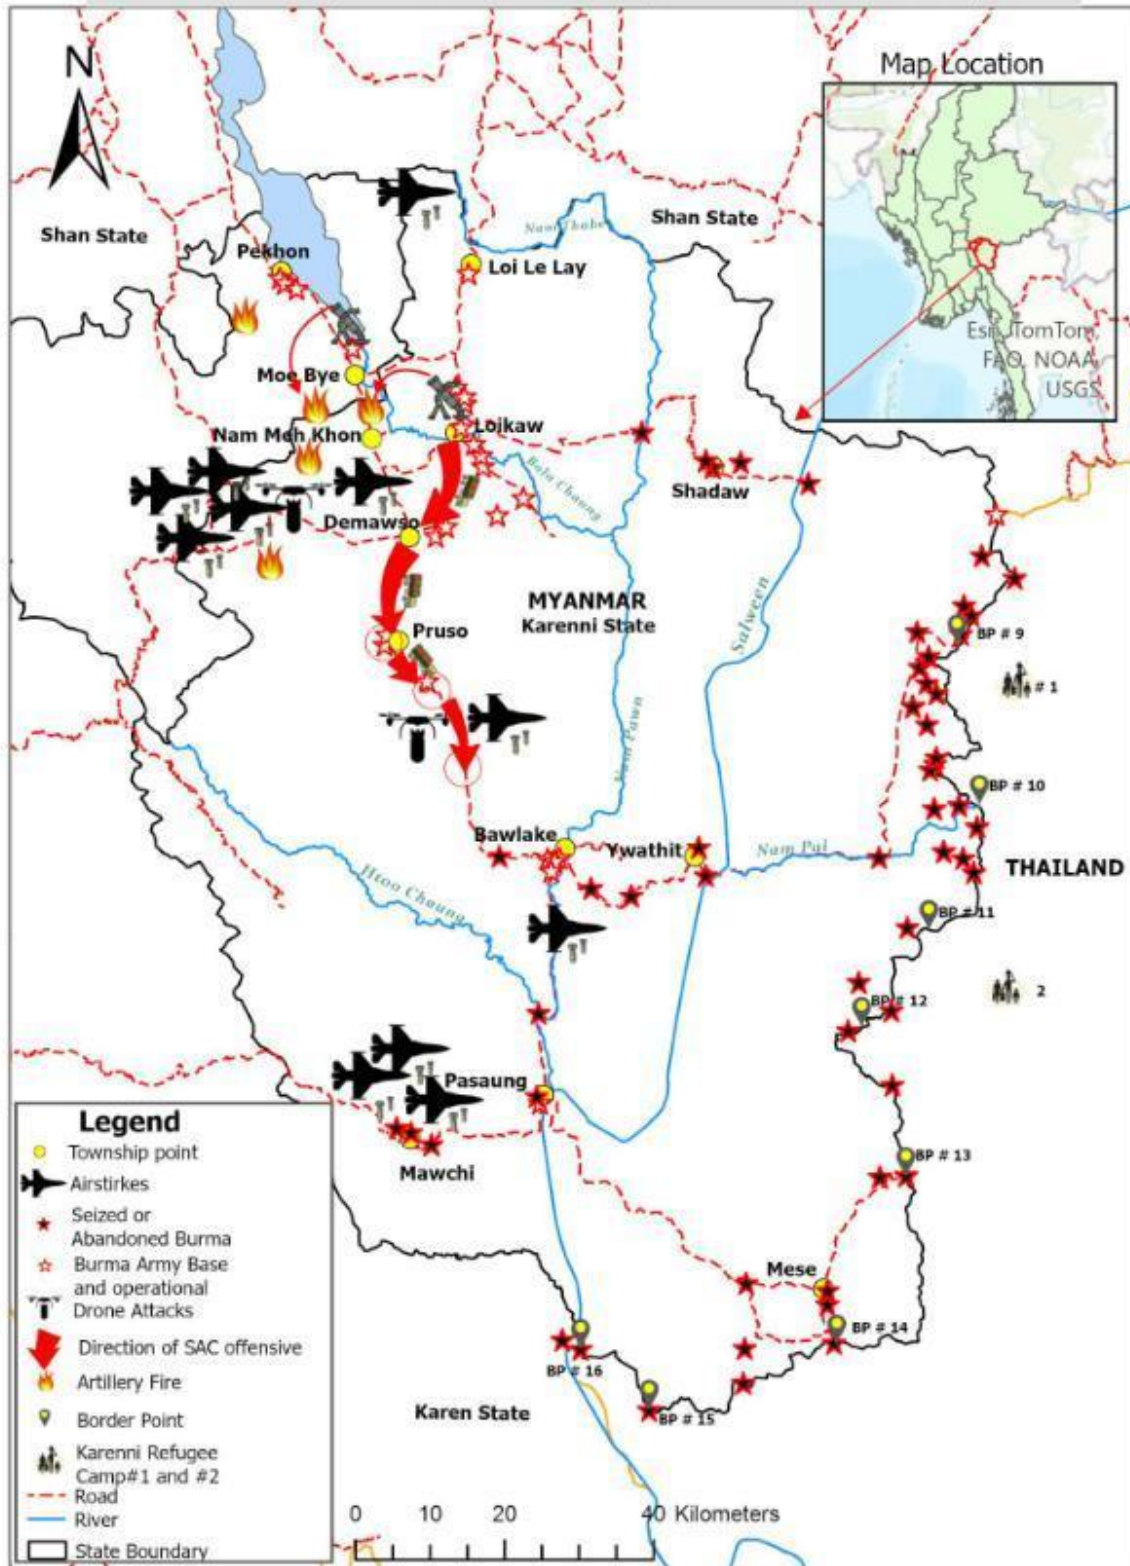 N
Map Location
Esri, TomTom,
FAO, NOAA,
USGS
Shan State
Shan State
Nam Thabe
Pekhon
Loi Le Lay
Moe Bye
Nam Meh Khon
Loikaw
Balu Chaung
Shadaw
Demawso
MYANMAR
Karenni State
Salween
Pruso
BP # 9
# 1
Nam Pawn
BP # 10
Bawlake
Ywathit
Nam Pai
THAILAND
Htoo Chaung
BP # 11
BP # 12
2
Pasaung
Mawchi
BP # 13
Mese
BP # 14
BP # 16
BP # 15
Karen State
Legend
Township point
Airstirkes
Seized or
Abandoned Burma
Burma Army Base
and operational
Drone Attacks
Direction of SAC offensive
Artillery Fire
Border Point
Karenni Refugee
Camp#1 and #2
Road
River
State Boundary
0 10 20 40 Kilometers